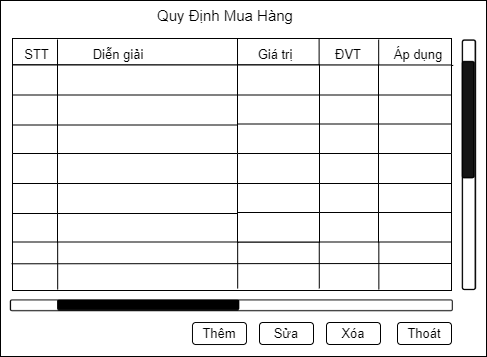 Quy Định Mua Hàng
STT Diễn giải Giá trị ĐVT Áp dụng
Thêm Sửa Xóa Thoát